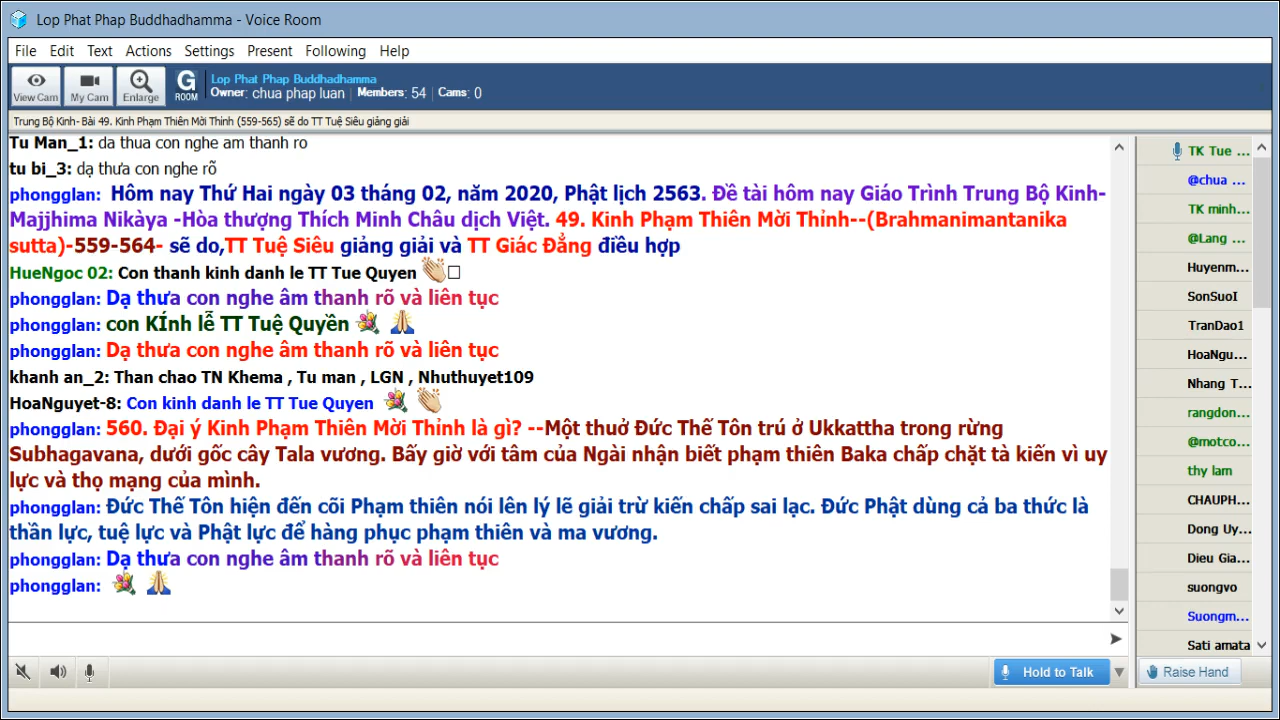 Lop Phat Phap Buddhadhamma - Voice Room
File Edit Text Actions Settings Present Following Help
View Cam My Cam Enlarge G ROOM
Lop Phat Phap Buddhadhamma
Owner: chua phap luan Members: 54 Cams: 0
Trung Bộ Kinh- Bài 49. Kinh Phạm Thiên Mời Thỉnh (559-565) sẽ do TT Tuệ Siêu giảng giải
Tu Man_1: da thua con nghe am thanh ro
tu bi_3: dạ thưa con nghe rõ
phongglan: Hôm nay Thứ Hai ngày 03 tháng 02, năm 2020, Phật lịch 2563. Đề tài hôm nay Giáo Trình Trung Bộ Kinh-
Majjhima Nikàya -Hòa thượng Thích Minh Châu dịch Việt. 49. Kinh Phạm Thiên Mời Thỉnh--(Brahmanimantanika
sutta)-559-564- sẽ do,TT Tuệ Siêu giảng giải và TT Giác Đẳng điều hợp
HueNgoc 02: Con thanh kinh danh le TT Tue Quyen 👏□
phongglan: Dạ thưa con nghe âm thanh rõ và liên tục
phongglan: con KÍnh lễ TT Tuệ Quyền 💐 🙏
phongglan: Dạ thưa con nghe âm thanh rõ và liên tục
khanh an_2: Than chao TN Khema , Tu man , LGN , Nhuthuyet109
HoaNguyet-8: Con kinh danh le TT Tue Quyen 💐 👏
phongglan: 560. Đại ý Kinh Phạm Thiên Mời Thỉnh là gì? --Một thuở Đức Thế Tôn trú ở Ukkattha trong rừng
Subhagavana, dưới gốc cây Tala vương. Bấy giờ với tâm của Ngài nhận biết phạm thiên Baka chấp chặt tà kiến vì uy
lực và thọ mạng của mình.
phongglan: Đức Thế Tôn hiện đến cõi Phạm thiên nói lên lý lẽ giải trừ kiến chấp sai lạc. Đức Phật dùng cả ba thức là
thần lực, tuệ lực và Phật lực để hàng phục phạm thiên và ma vương.
phongglan: Dạ thưa con nghe âm thanh rõ và liên tục
phongglan: 💐 🙏
TK Tue ...
@chua ...
TK minh...
@Lang ...
Huyenm...
SonSuoI
TranDao1
HoaNgu...
Nhang T...
rangdon...
@motco...
thy lam
CHAUPH...
Dong Uy...
Dieu Gia...
suongvo
Suongm...
Sati amata
Hold to Talk
Raise Hand